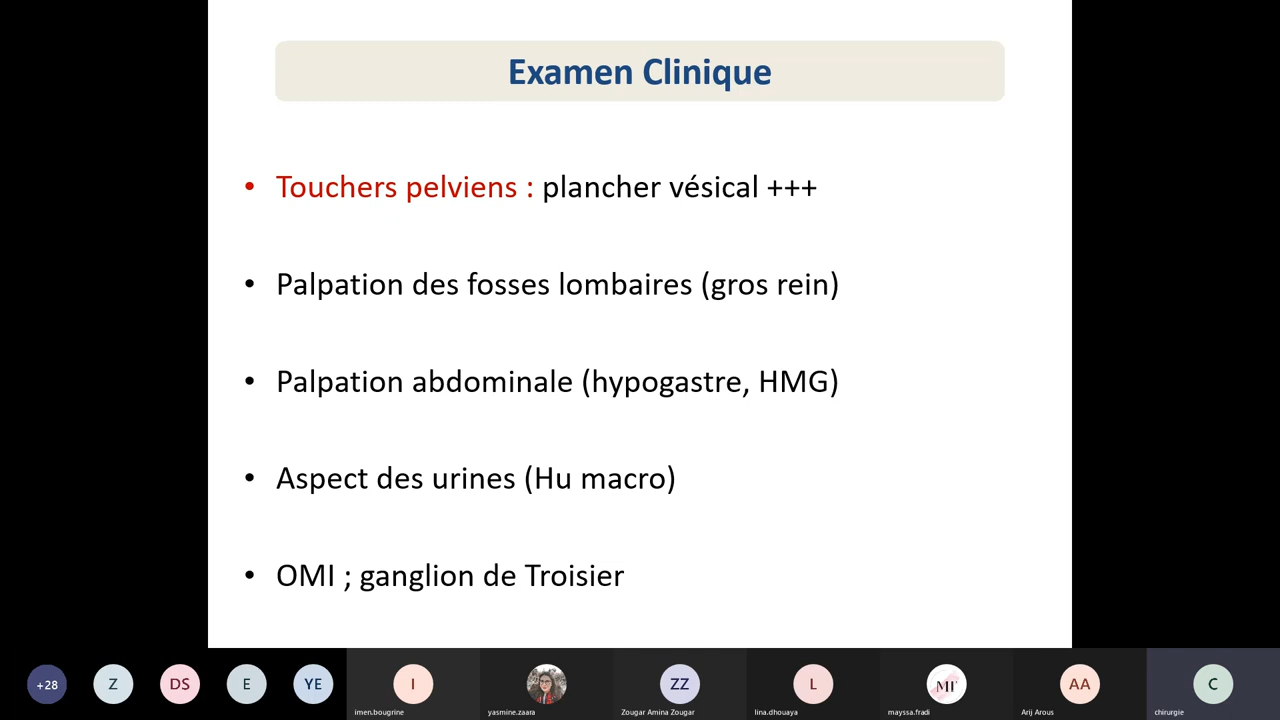 Examen Clinique
• Touchers pelviens : plancher vésical +++
• Palpation des fosses lombaires (gros rein)
• Palpation abdominale (hypogastre, HMG)
• Aspect des urines (Hu macro)
• OMI ; ganglion de Troisier
+28 Z DS E YE I ZZ L MF AA C
imen.bougrine yasmine.zaara Zougar Amina Zougar lina.dhouaya mayssa.fradi Arij Arous chirurgie